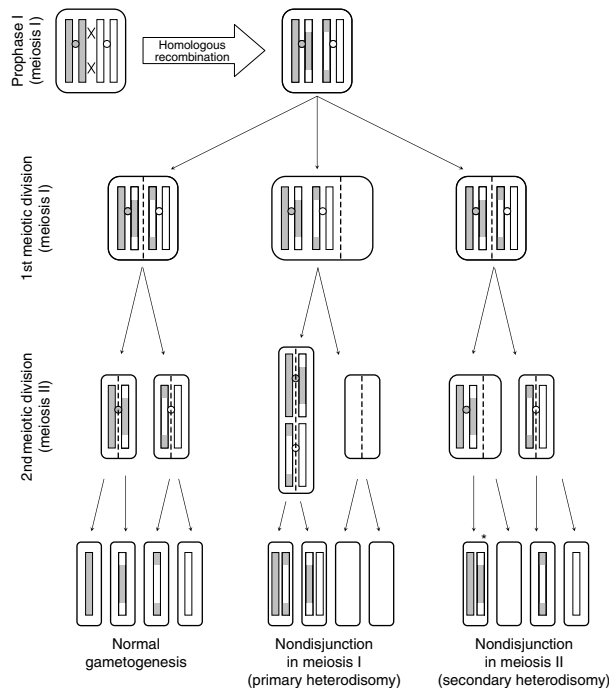 Prophase I
(meiosis I)
Homologous
recombination
1st meiotic division
(meiosis I)
2nd meiotic division
(meiosis II)
*
Normal
gametogenesis
Nondisjunction
in meiosis I
(primary heterodisomy)
Nondisjunction
in meiosis II
(secondary heterodisomy)